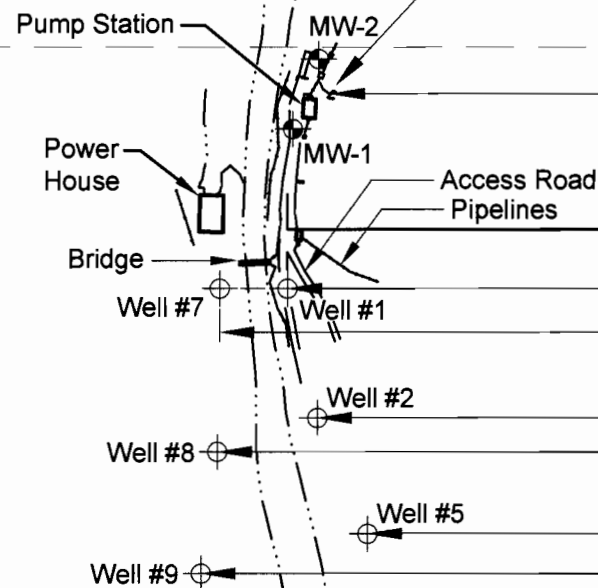 Pump Station
MW-2
MW-1
Power
House
Access Road
Pipelines
Bridge
Well #7
Well #1
Well #2
Well #8
Well #5
Well #9